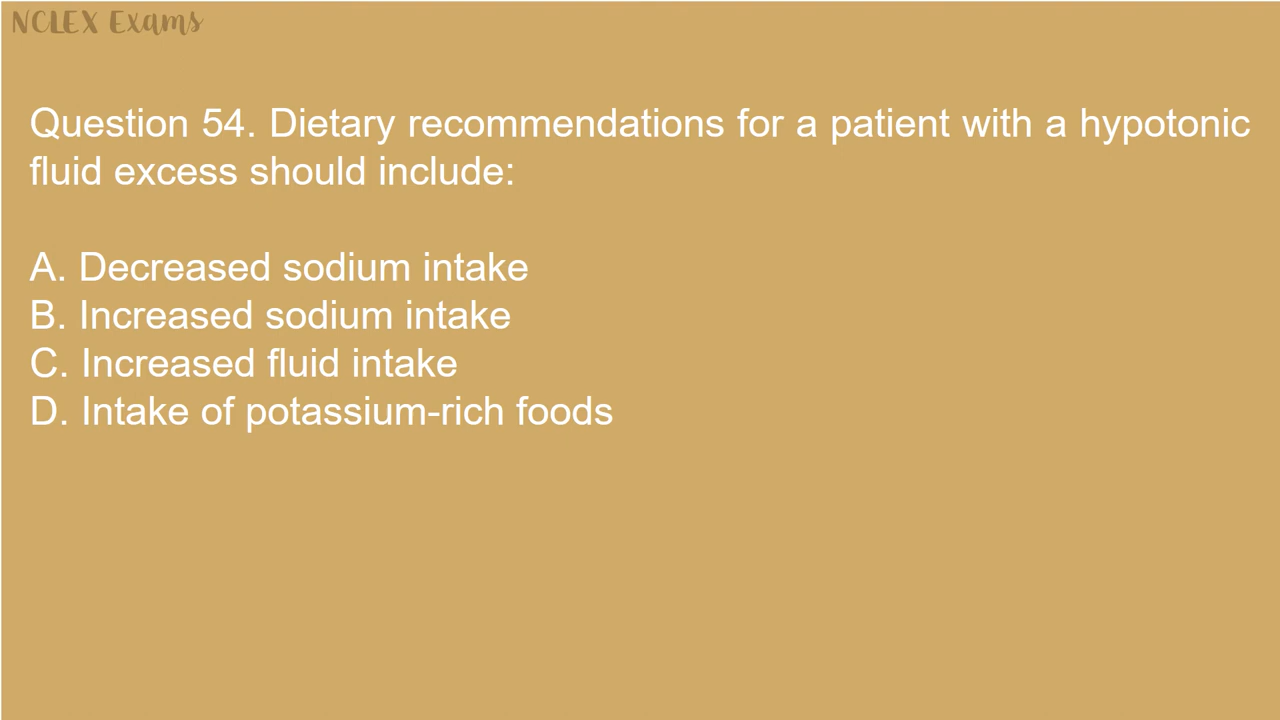 NCLEX Exams
Question 54. Dietary recommendations for a patient with a hypotonic
fluid excess should include:
A. Decreased sodium intake
B. Increased sodium intake
C. Increased fluid intake
D. Intake of potassium-rich foods